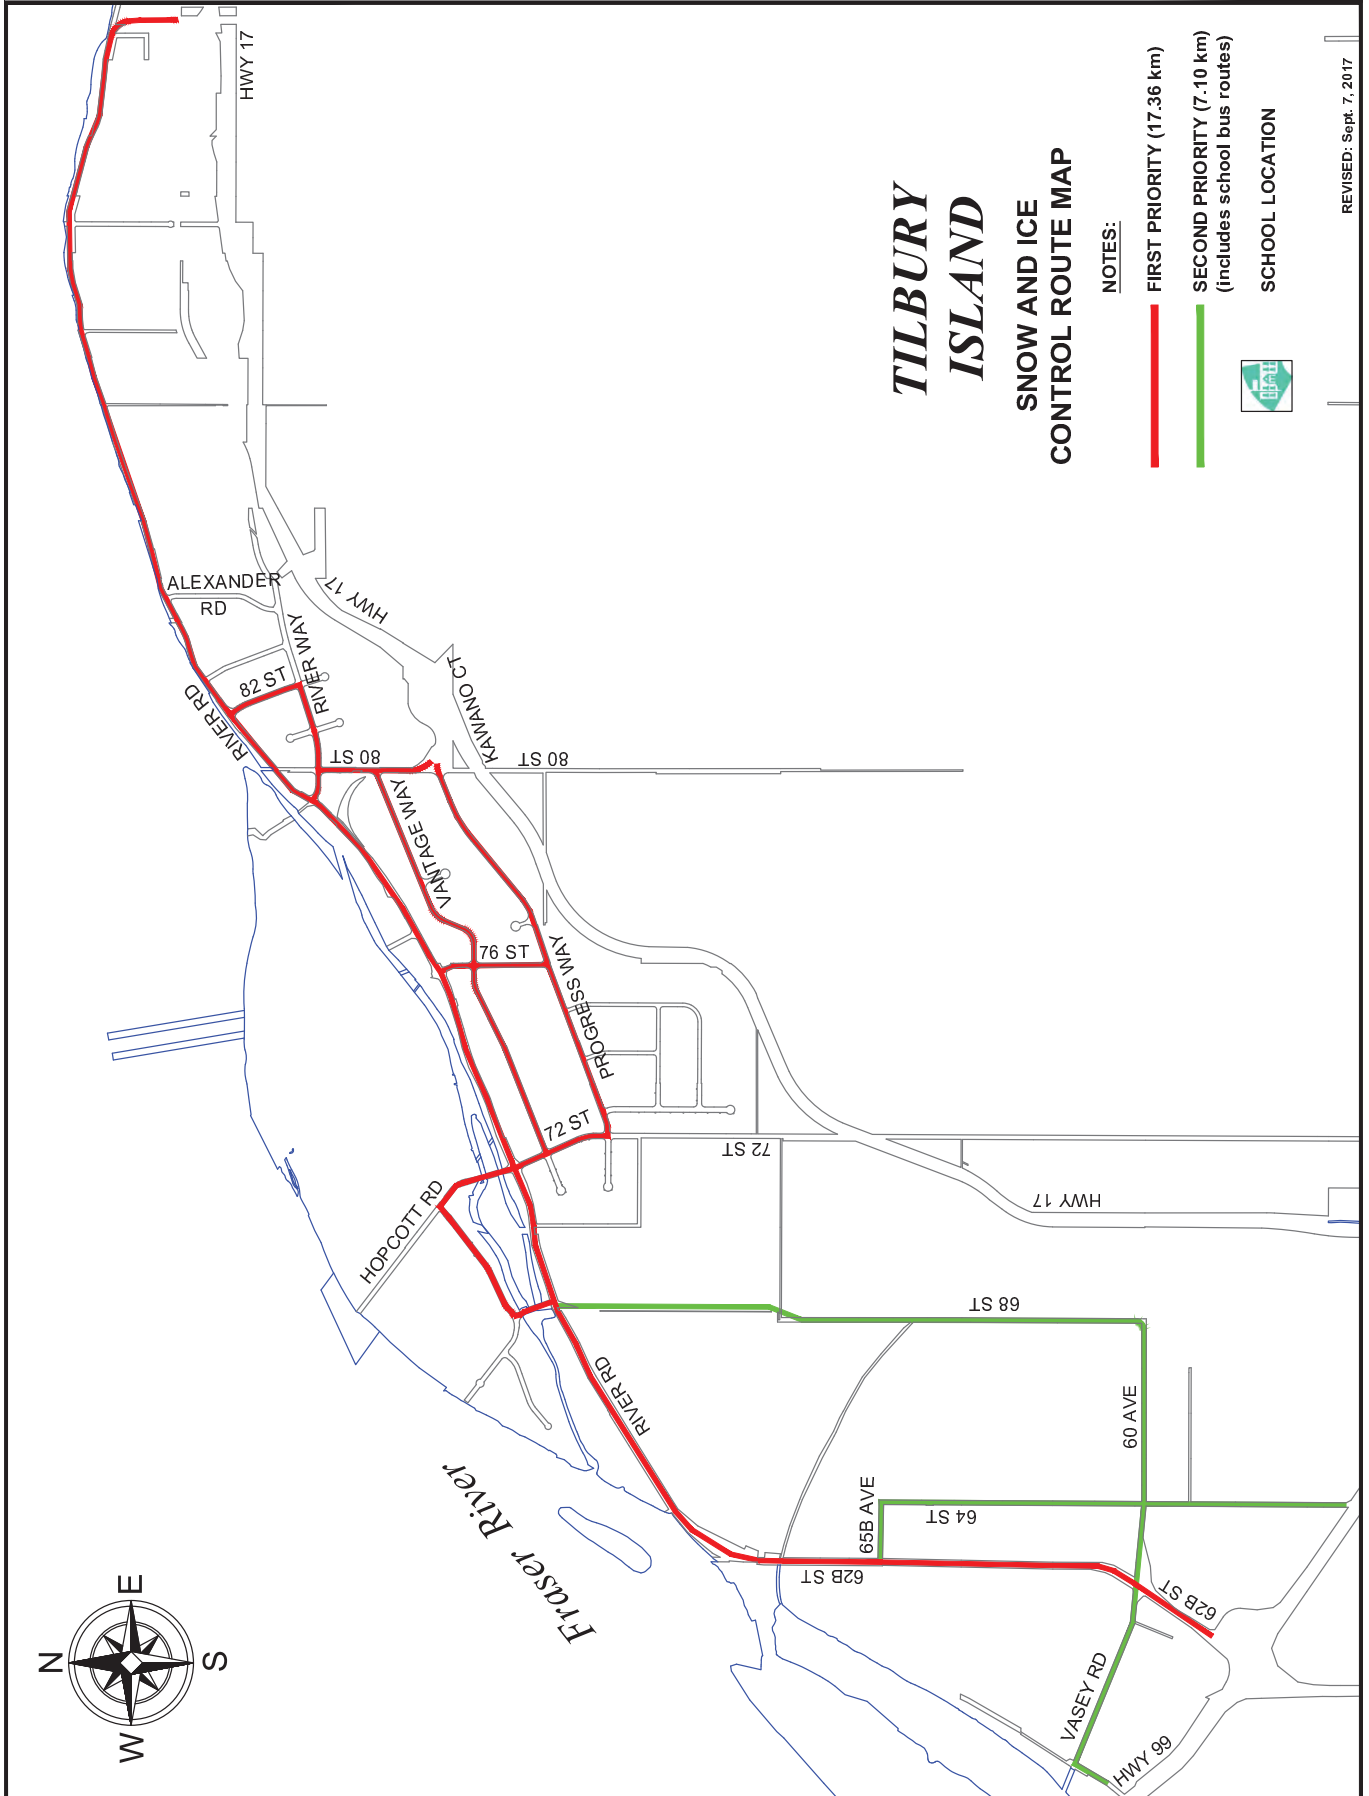 TILBURY
ISLAND
SNOW AND ICE
CONTROL ROUTE MAP
NOTES:
FIRST PRIORITY (17.36 km)
SECOND PRIORITY (7.10 km)
(includes school bus routes)
SCHOOL LOCATION
REVISED: Sept. 7, 2017
N
E
S
W
Fraser River
HWY 17
ALEXANDER
RD
HWY 17
RIVER WAY
82 ST
RIVER RD
80 ST
KAWANO CT
80 ST
VANTAGE WAY
76 ST
PROGRESS WAY
72 ST
72 ST
HOPCOTT RD
HWY 17
68 ST
RIVER RD
60 AVE
65B AVE
64 ST
62B ST
62B ST
VASEY RD
HWY 99